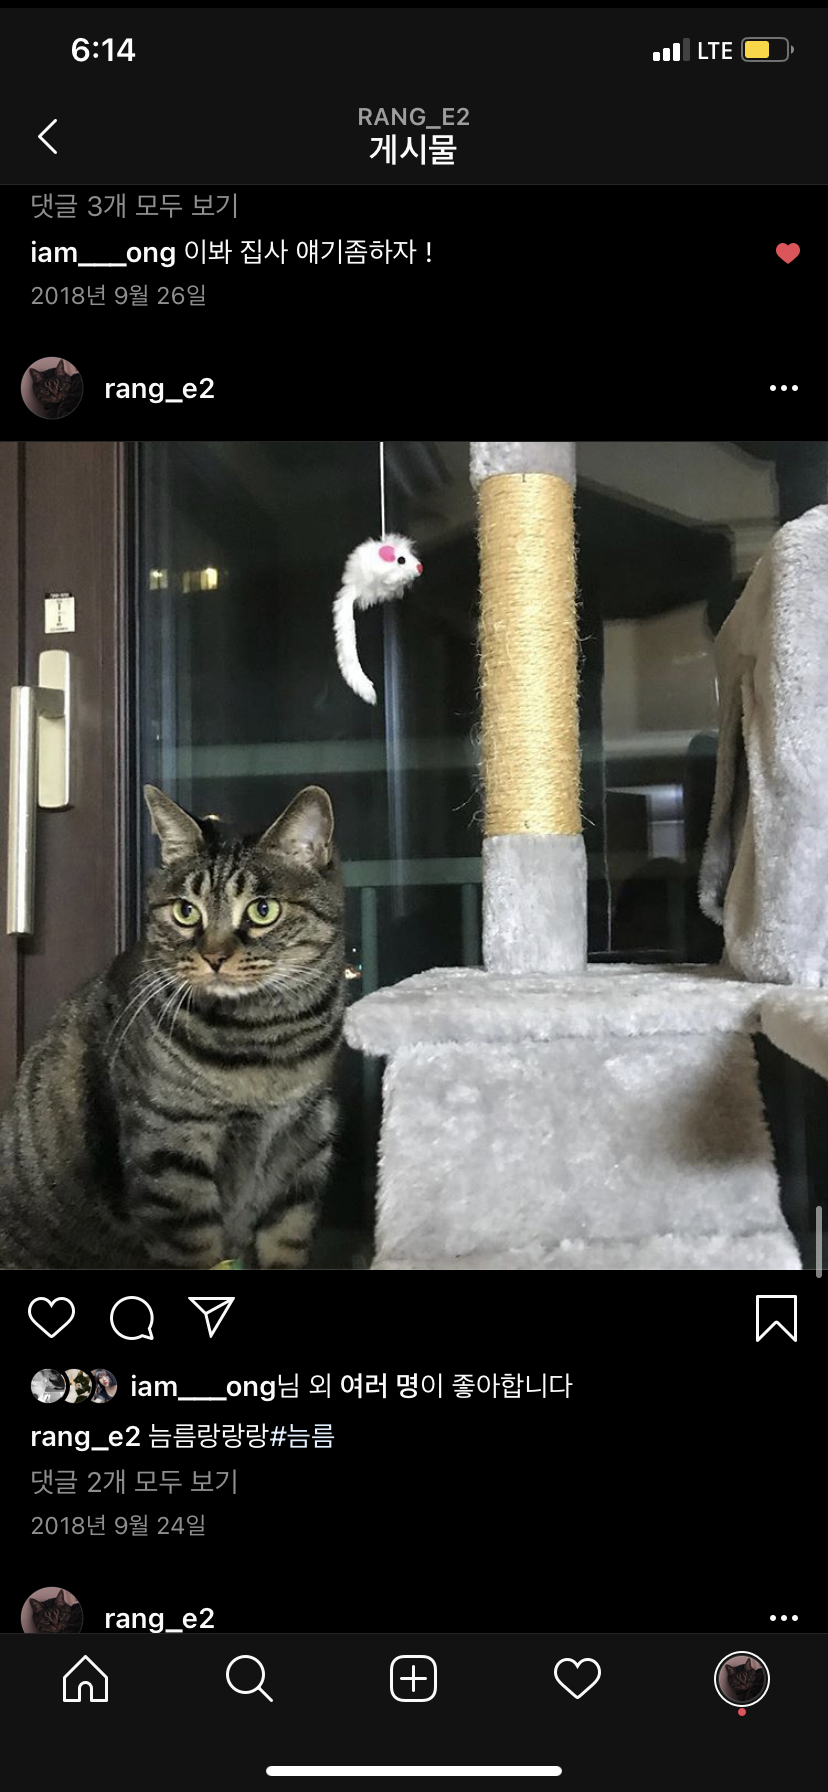 6:14
LTE
RANG_E2
게시물
댓글 3개 모두 보기
iam___ong 이봐 집사 얘기좀하자 !
2018년 9월 26일
rang_e2
iam___ong님 외 여러 명이 좋아합니다
rang_e2 늠름랑랑랑#늠름
댓글 2개 모두 보기
2018년 9월 24일
rang_e2